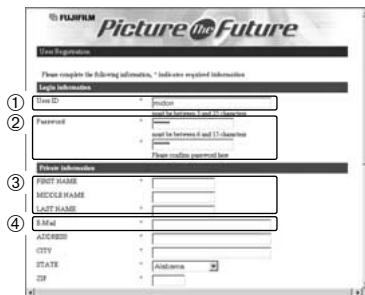 FUJIFILM
Picture the Future
User Registration
Please complete the following information, * indicates required information
Login information
① User ID * midori
must be between 3 and 25 characters
② Password * ******
must be between 6 and 15 characters
* ******
Please confirm password here
Private information
③ FIRST NAME *
MIDDLE NAME
LAST NAME *
④ E-Mail *
ADDRESS *
CITY *
STATE * Alabama
ZIP *